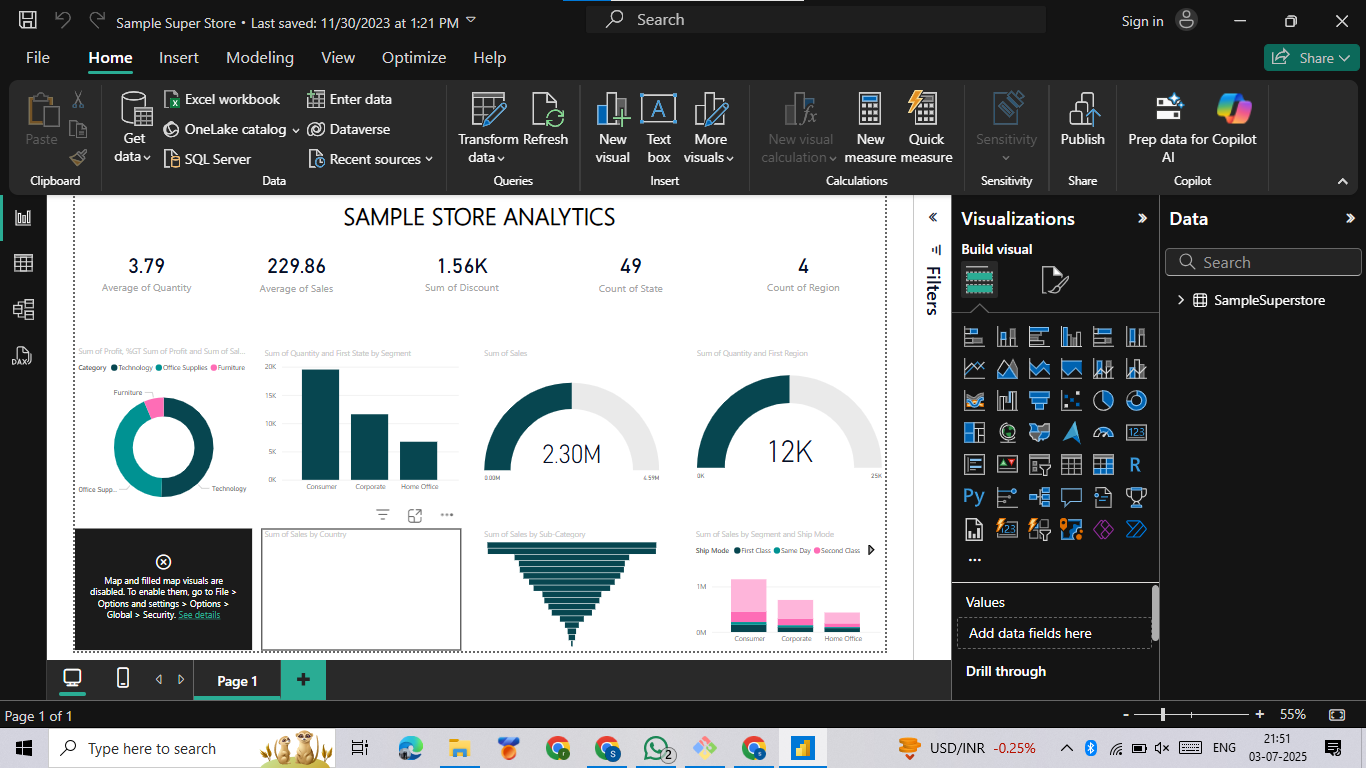 Sample Super Store • Last saved: 11/30/2023 at 1:21 PM
Search
Sign in
File
Home
Insert
Modeling
View
Optimize
Help
Share
Paste
Clipboard
Get data
Excel workbook
OneLake catalog
SQL Server
Enter data
Dataverse
Recent sources
Data
Transform data
Refresh
Queries
New visual
Text box
More visuals
Insert
New visual calculation
New measure
Quick measure
Calculations
Sensitivity
Sensitivity
Publish
Share
Prep data for AI
Copilot
Copilot
SAMPLE STORE ANALYTICS
3.79
Average of Quantity
229.86
Average of Sales
1.56K
Sum of Discount
49
Count of State
4
Count of Region
Sum of Profit, %GT Sum of Profit and Sum of Sal...
Category Technology Office Supplies Furniture
Furniture
Office Supp...
Technology
Sum of Quantity and First State by Segment
20K
15K
10K
5K
0K
Consumer
Corporate
Home Office
Sum of Sales
2.30M
0.00M
4.59M
Sum of Quantity and First Region
12K
0K
25K
Map and filled map visuals are
disabled. To enable them, go to File >
Options and settings > Options >
Global > Security. See details
Sum of Sales by Country
Sum of Sales by Sub-Category
Sum of Sales by Segment and Ship Mode
Ship Mode First Class Same Day Second Class
1M
0M
Consumer
Corporate
Home Office
Filters
Visualizations
Build visual
123
R
Py
123
Values
Add data fields here
Drill through
Data
Search
SampleSuperstore
DAX
Page 1
Page 1 of 1
55%
Type here to search
2
USD/INR -0.25%
ENG
21:51
03-07-2025